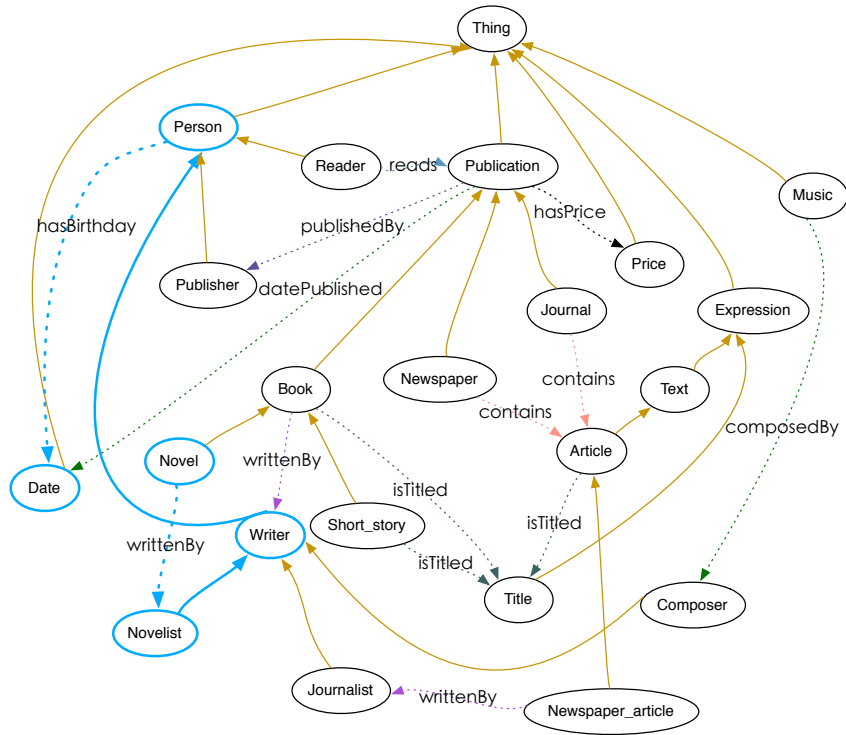 Thing
Person
Reader
reads
Publication
Music
hasBirthday
publishedBy
hasPrice
Publisher
datePublished
Price
Journal
Expression
Book
Newspaper
contains
Text
contains
composedBy
Novel
writtenBy
Article
Date
isTitled
writtenBy
Writer
Short_story
isTitled
isTitled
Title
Composer
Novelist
Journalist
writtenBy
Newspaper_article